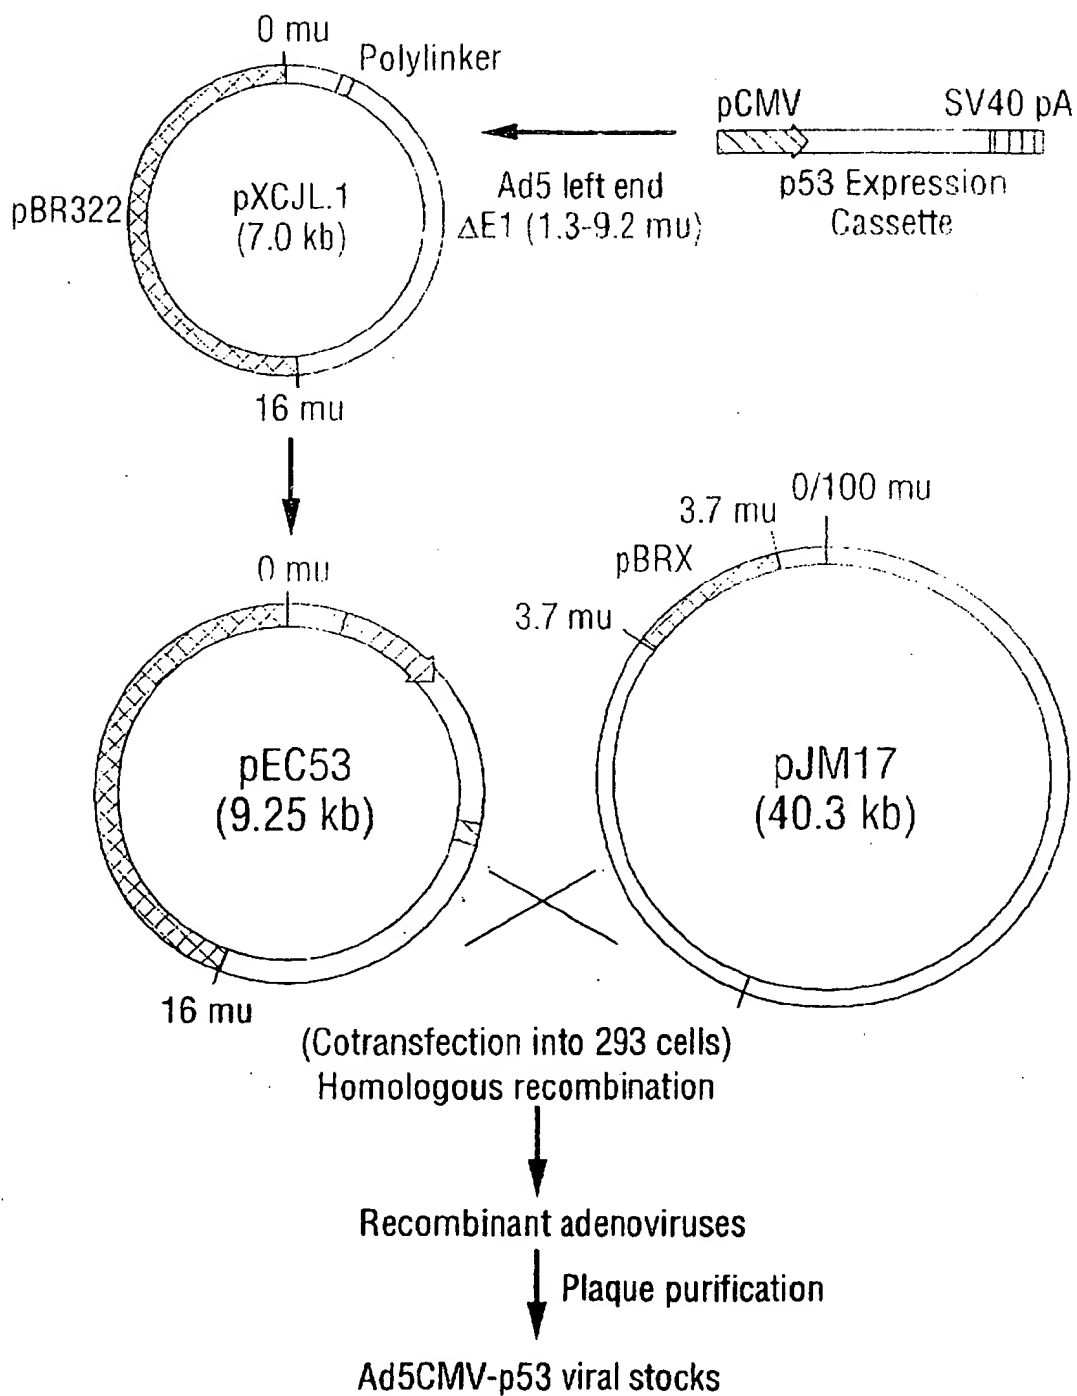 0 mu
Polylinker
pCMV
SV40 pA
pBR322
pXCJL.1
(7.0 kb)
Ad5 left end
ΔE1 (1.3-9.2 mu)
p53 Expression
Cassette
16 mu
0/100 mu
3.7 mu
pBRX
0 mu
3.7 mu
pEC53
(9.25 kb)
pJM17
(40.3 kb)
16 mu
(Cotransfection into 293 cells)
Homologous recombination
Recombinant adenoviruses
Plaque purification
Ad5CMV-p53 viral stocks